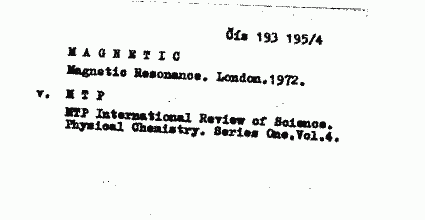 Čís 193 195/4
M A G N E T I C
Magnetic Resonance. London,1972.
v. M T P
MTP International Review of Science.
Physical Chemistry. Series One,Vol.4.